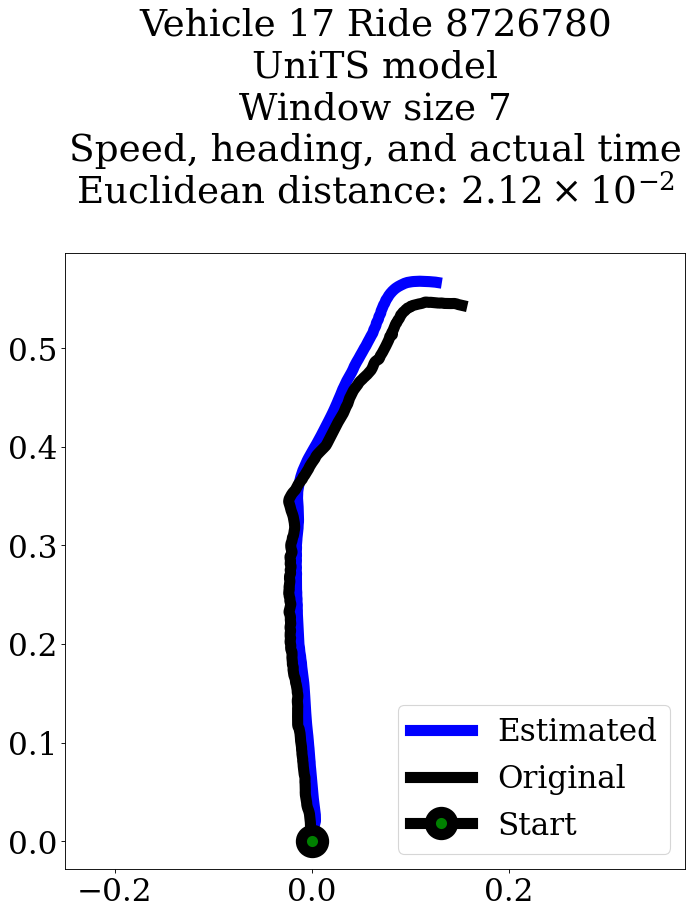 Vehicle 17 Ride 8726780
UniTS model
Window size 7
Speed, heading, and actual time
Euclidean distance: $2.12 \times 10^{-2}$
0.5
0.4
0.3
0.2
0.1
0.0
−0.2
0.0
0.2
Estimated
Original
Start